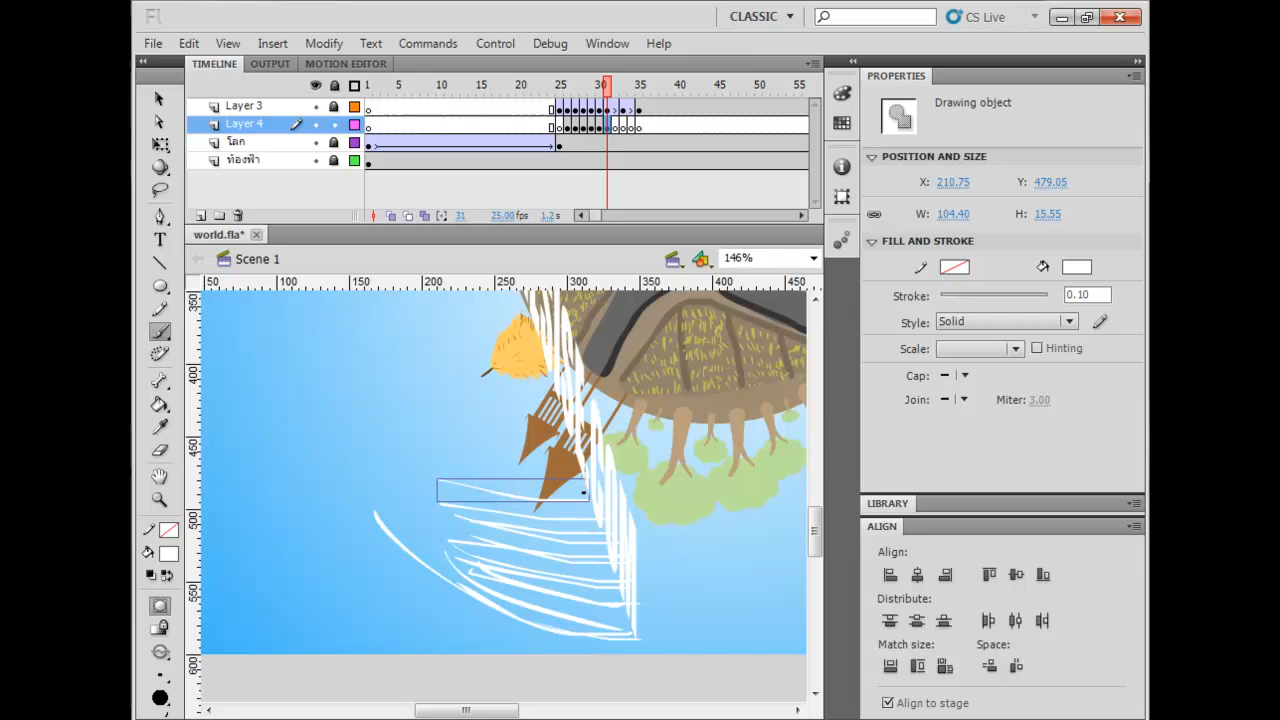 Fl CLASSIC CS Live
File Edit View Insert Modify Text Commands Control Debug Window Help
TIMELINE OUTPUT MOTION EDITOR
1 5 10 15 20 25 30 35 40 45 50 55
Layer 3
Layer 4
โลก
ท้องฟ้า
31 25.00 fps 1.2 s
world.fla*
Scene 1 146%
50 100 150 200 250 300 350 400 450
350
400
450
500
550
600
PROPERTIES
Drawing object
POSITION AND SIZE
X: 210.75 Y: 479.05
W: 104.40 H: 15.55
FILL AND STROKE
Stroke: 0.10
Style: Solid
Scale: Hinting
Cap:
Join: Miter: 3.00
LIBRARY
ALIGN
Align:
Distribute:
Match size: Space:
Align to stage